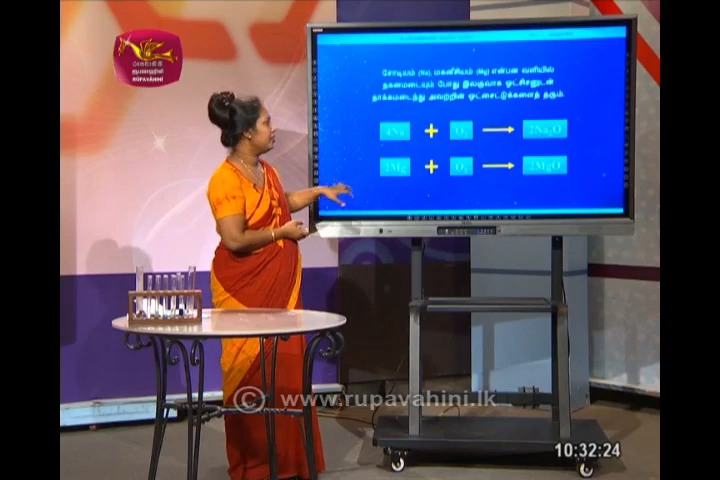 RUPAVAHINI
சோடியம் (Na), மகனீசியம் (Mg) என்பன வளியில்
தகனமடையும் போது இலகுவாக ஒட்சிசனுடன்
தாக்கமடைந்து அவற்றின் ஒட்சைட்டுக்களைத் தரும்.
4Na + O₂ → 2Na₂O
2Mg + O₂ → 2MgO
© www.rupavahini.lk
10:32:24